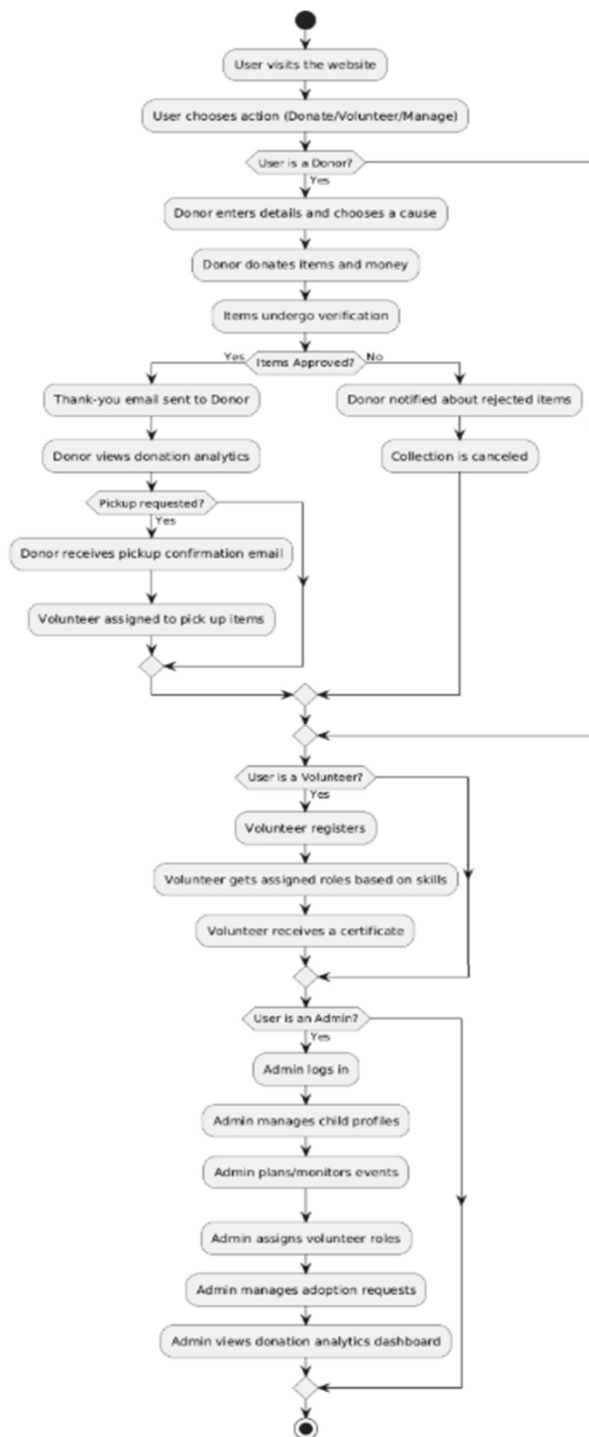 User visits the website
User chooses action (Donate/Volunteer/Manage)
User is a Donor?
Yes
Donor enters details and chooses a cause
Donor donates items and money
Items undergo verification
Yes
Items Approved?
No
Thank-you email sent to Donor
Donor notified about rejected items
Donor views donation analytics
Collection is canceled
Pickup requested?
Yes
Donor receives pickup confirmation email
Volunteer assigned to pick up items
User is a Volunteer?
Yes
Volunteer registers
Volunteer gets assigned roles based on skills
Volunteer receives a certificate
User is an Admin?
Yes
Admin logs in
Admin manages child profiles
Admin plans/monitors events
Admin assigns volunteer roles
Admin manages adoption requests
Admin views donation analytics dashboard